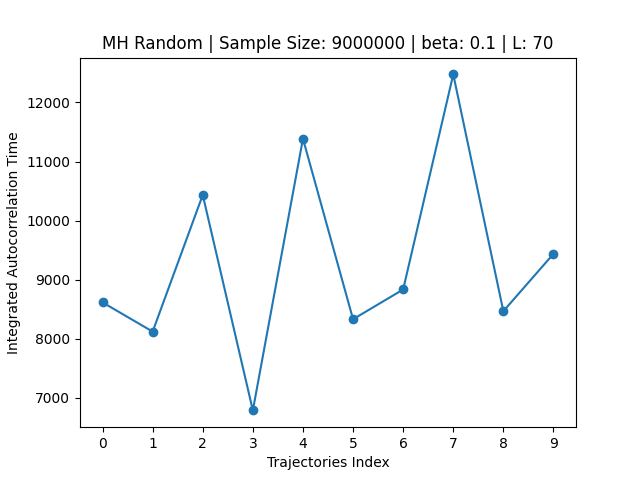 MH Random | Sample Size: 9000000 | beta: 0.1 | L: 70
12000
11000
10000
9000
8000
7000
Integrated Autocorrelation Time
0 1 2 3 4 5 6 7 8 9
Trajectories Index